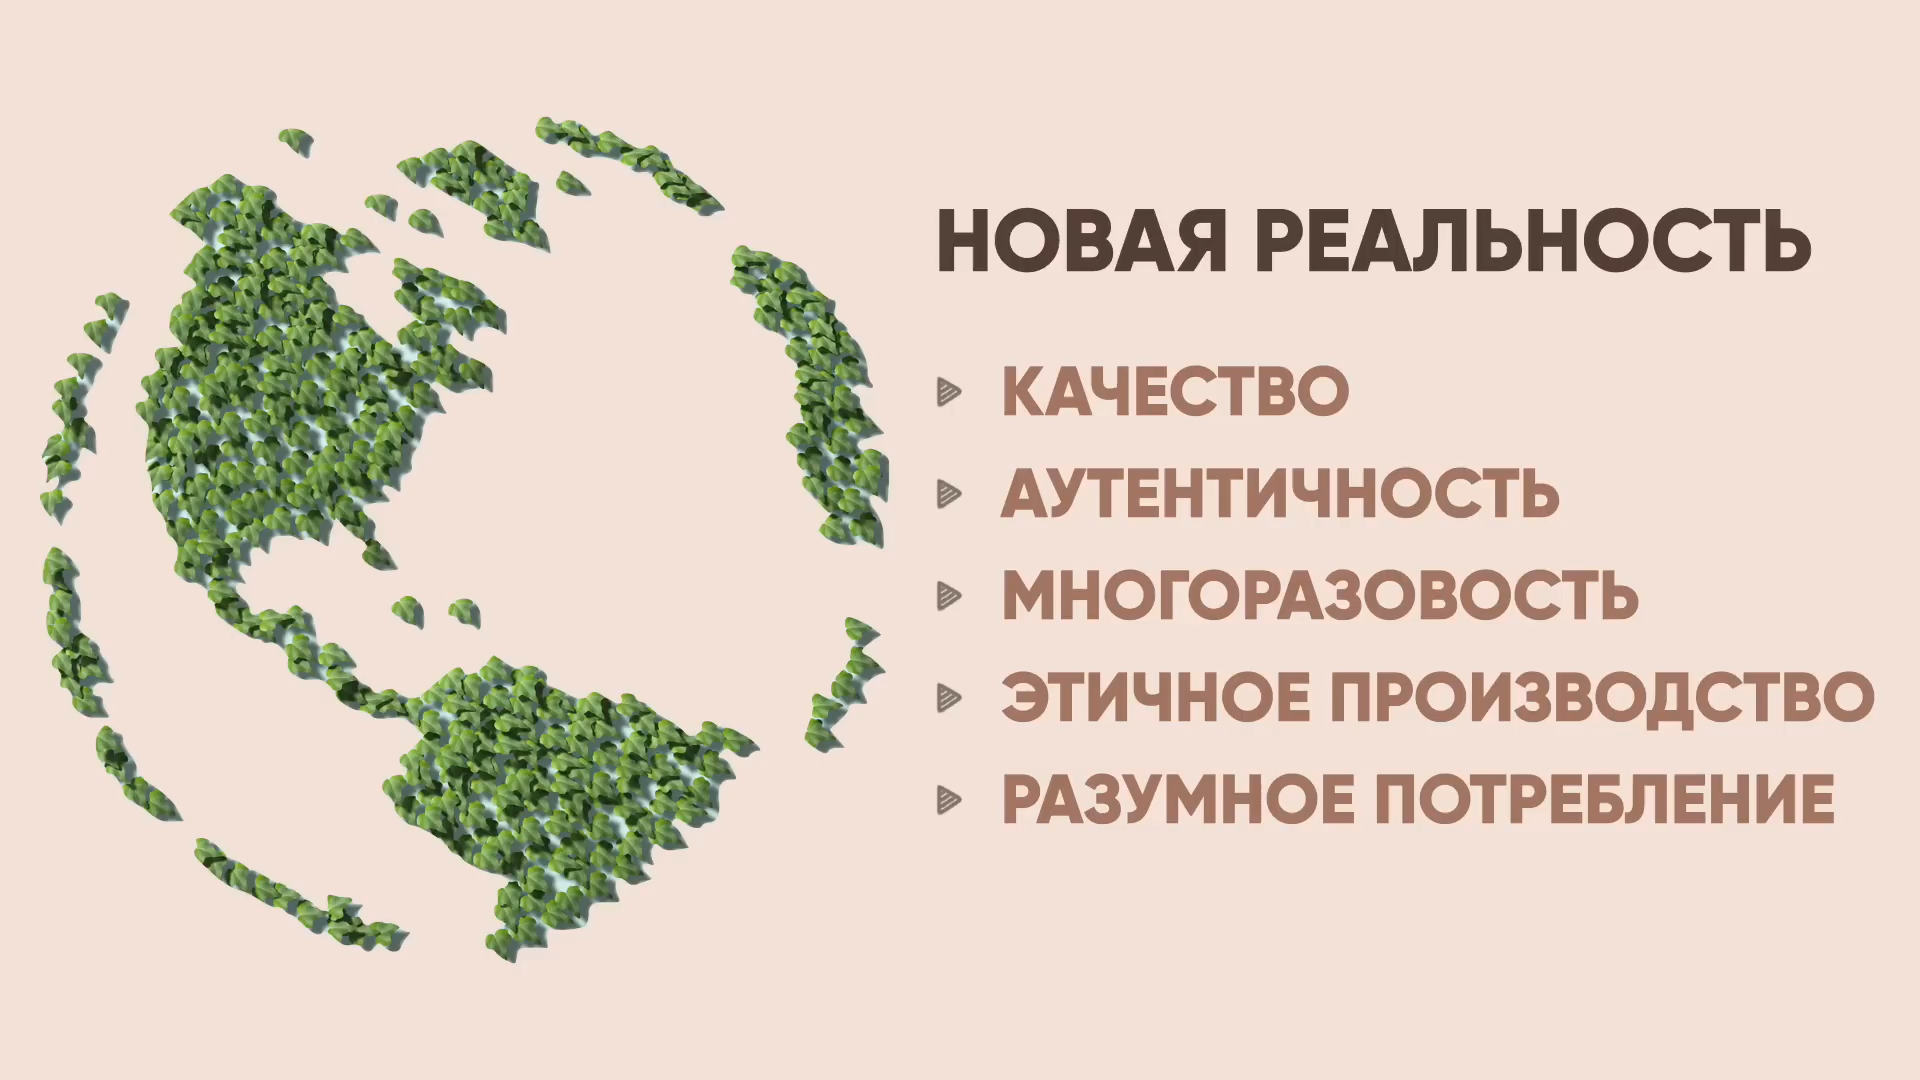 НОВАЯ РЕАЛЬНОСТЬ
КАЧЕСТВО
АУТЕНТИЧНОСТЬ
МНОГОРАЗОВОСТЬ
ЭТИЧНОЕ ПРОИЗВОДСТВО
РАЗУМНОЕ ПОТРЕБЛЕНИЕ